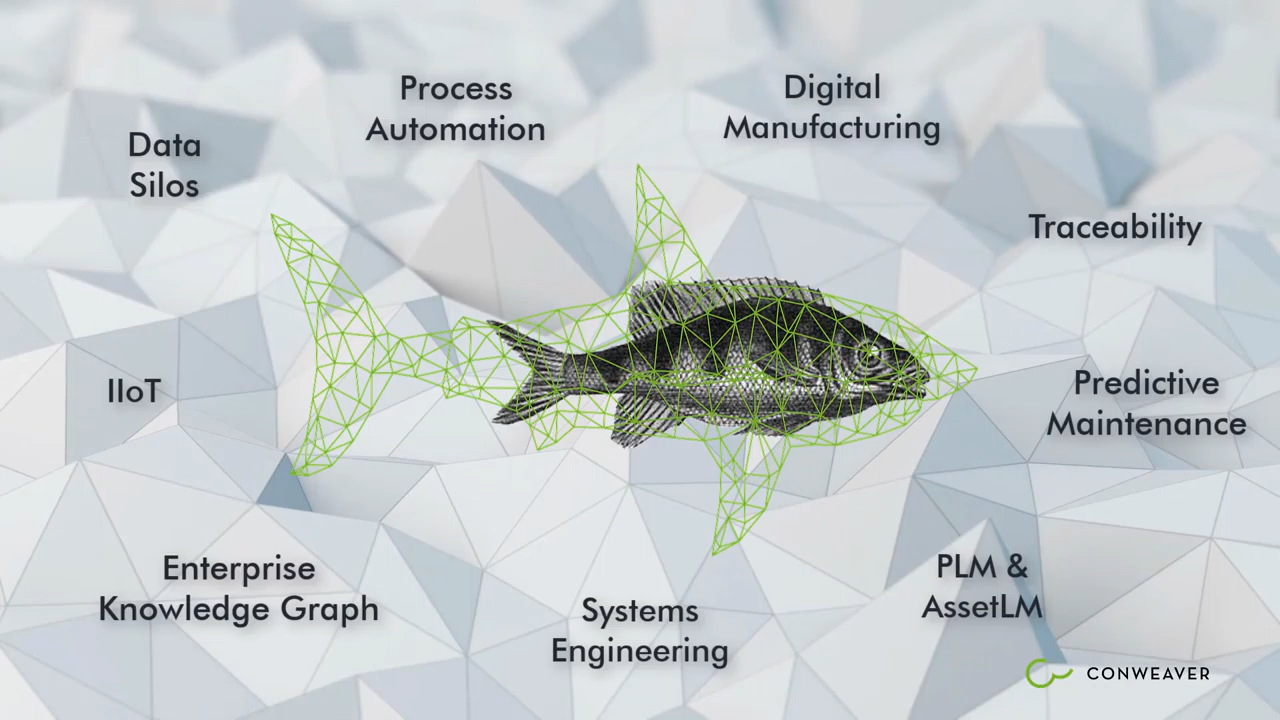 Process
Automation
Digital
Manufacturing
Data
Silos
Traceability
IIoT
Predictive
Maintenance
Enterprise
Knowledge Graph
Systems
Engineering
PLM &
AssetLM
CONWEAVER